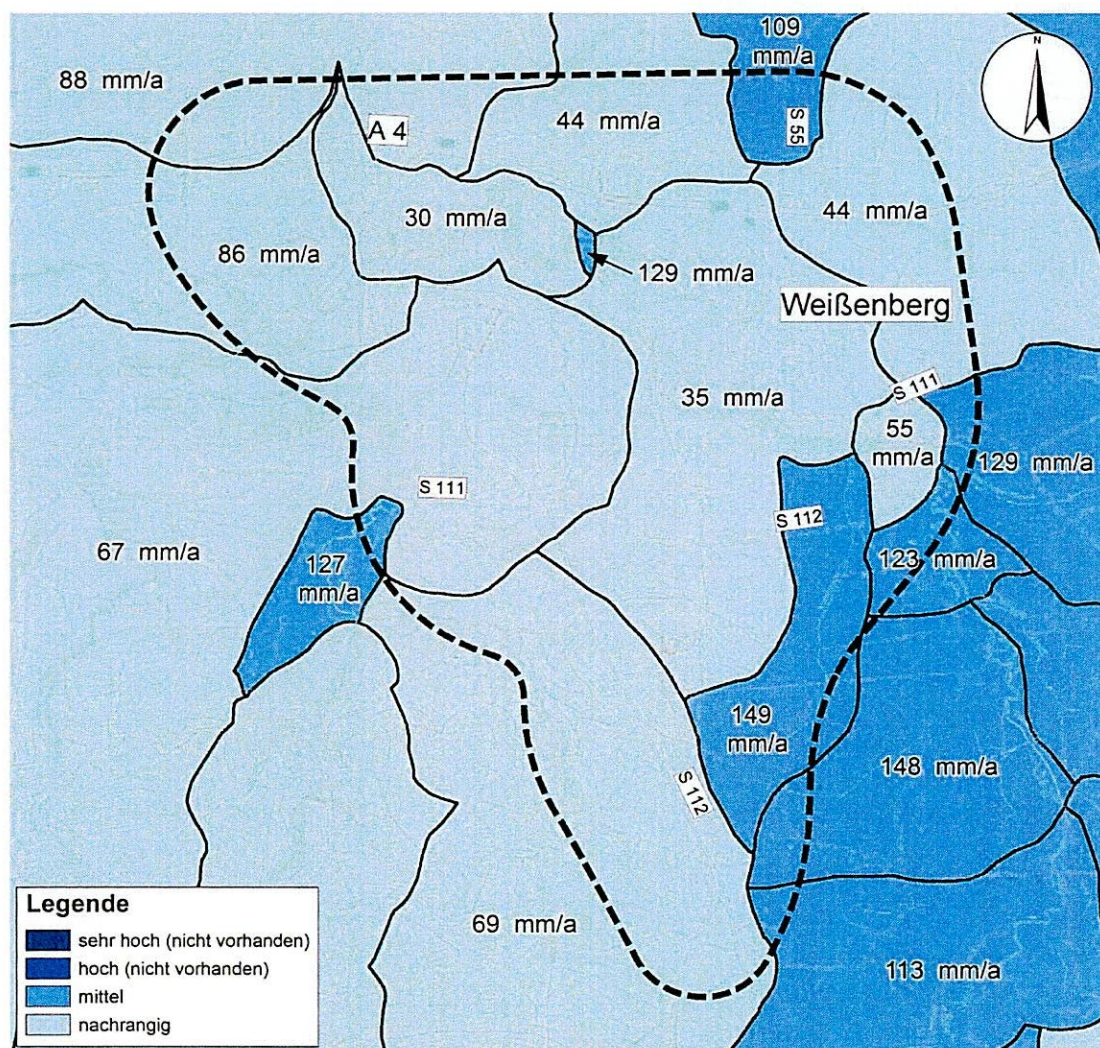 109
mm/a
N
88 mm/a
A 4
44 mm/a
S 55
30 mm/a
44 mm/a
86 mm/a
129 mm/a
Weißenberg
S 111
35 mm/a
55
mm/a
129 mm/a
S 111
S 112
67 mm/a
127
mm/a
123
mm/a
149
mm/a
148 mm/a
S 112
69 mm/a
113 mm/a
Legende
sehr hoch (nicht vorhanden)
hoch (nicht vorhanden)
mittel
nachrangig